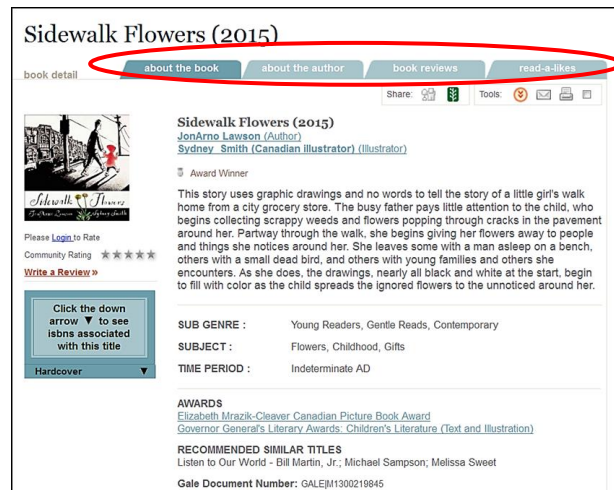 Sidewalk Flowers (2015)
book detail
about the book
about the author
book reviews
read-a-likes
Share:
Tools:
Sidewalk Flowers (2015)
JonArno Lawson (Author)
Sydney Smith (Canadian illustrator) (Illustrator)
Award Winner
This story uses graphic drawings and no words to tell the story of a little girl's walk
home from a city grocery store. The busy father pays little attention to the child, who
begins collecting scrappy weeds and flowers popping through cracks in the pavement
around her. Partway through the walk, she begins giving her flowers away to people
and things she notices around her. She leaves some with a man asleep on a bench,
others with a small dead bird, and others with young families and others she
encounters. As she does, the drawings, nearly all black and white at the start, begin
to fill with color as the child spreads the ignored flowers to the unnoticed around her.
Sidewalk Flowers
JonArno Lawson Sydney Smith
Please Login to Rate
Community Rating
Write a Review »
Click the down
arrow ▼ to see
isbns associated
with this title
Hardcover ▼
SUB GENRE : Young Readers, Gentle Reads, Contemporary
SUBJECT : Flowers, Childhood, Gifts
TIME PERIOD : Indeterminate AD
AWARDS
Elizabeth Mrazik-Cleaver Canadian Picture Book Award
Governor General's Literary Awards: Children's Literature (Text and Illustration)
RECOMMENDED SIMILAR TITLES
Listen to Our World - Bill Martin, Jr.; Michael Sampson; Melissa Sweet
Gale Document Number: GALE|M1300219845